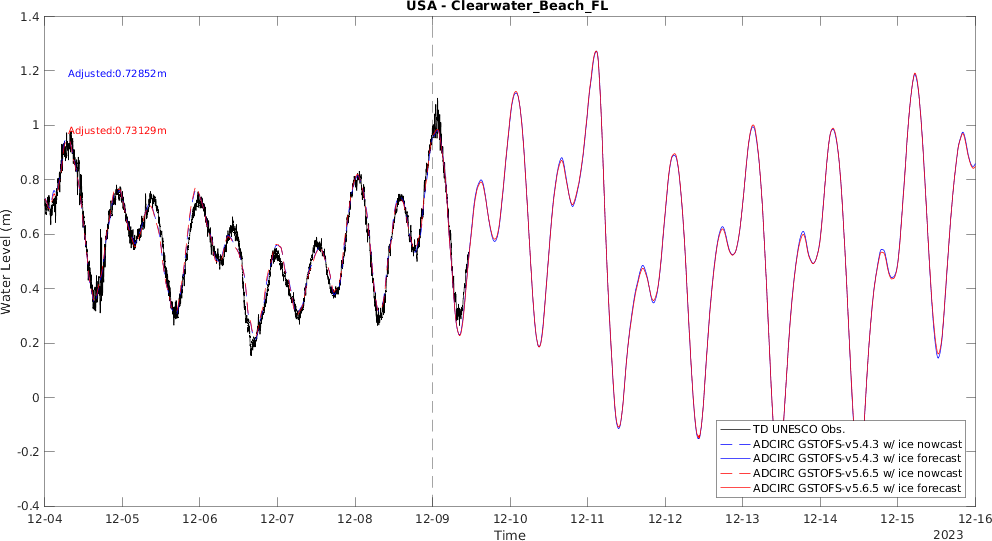 USA - Clearwater_Beach_FL
1.4
1.2
1
0.8
0.6
0.4
0.2
0
-0.2
-0.4
Water Level (m)
Adjusted:0.72852m
Adjusted:0.73129m
TD UNESCO Obs.
ADCIRC GSTOFS-v5.4.3 w/ ice nowcast
ADCIRC GSTOFS-v5.4.3 w/ ice forecast
ADCIRC GSTOFS-v5.6.5 w/ ice nowcast
ADCIRC GSTOFS-v5.6.5 w/ ice forecast
12-04 12-05 12-06 12-07 12-08 12-09 12-10 12-11 12-12 12-13 12-14 12-15 12-16
Time
2023